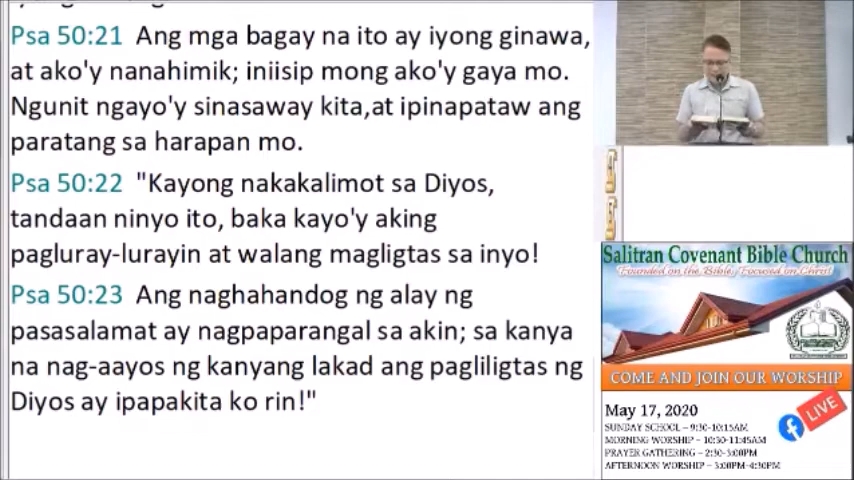 Psa 50:21 Ang mga bagay na ito ay iyong ginawa,
at ako'y nanahimik; iniisip mong ako'y gaya mo.
Ngunit ngayo'y sinasaway kita,at ipinapataw ang
paratang sa harapan mo.
Psa 50:22 "Kayong nakakalimot sa Diyos,
tandaan ninyo ito, baka kayo'y aking
pagluray-lurayin at walang magligtas sa inyo!
Psa 50:23 Ang naghahandog ng alay ng
pasasalamat ay nagpaparangal sa akin; sa kanya
na nag-aayos ng kanyang lakad ang pagliligtas ng
Diyos ay ipapakita ko rin!"
Salitran Covenant Bible Church
Founded on the Bible, Focused on Christ
COME AND JOIN OUR WORSHIP
May 17, 2020
LIVE
SUNDAY SCHOOL – 9:30-10:15AM
MORNING WORSHIP – 10:30-11:45AM
PRAYER GATHERING – 2:30-3:00PM
AFTERNOON WORSHIP – 3:00PM-4:30PM